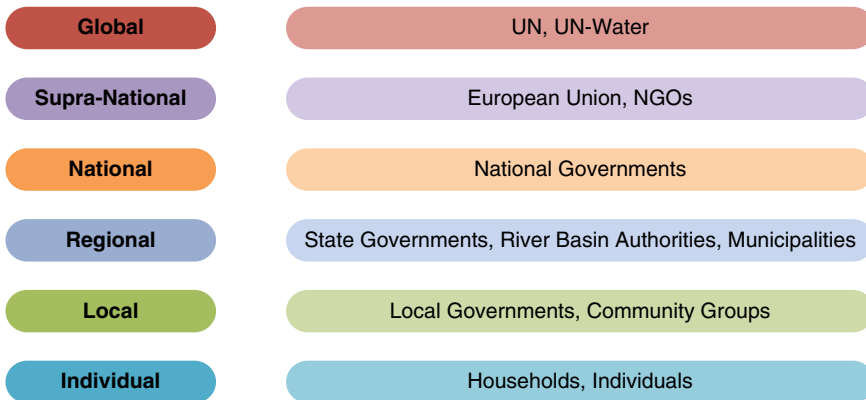 Global
UN, UN-Water
Supra-National
European Union, NGOs
National
National Governments
Regional
State Governments, River Basin Authorities, Municipalities
Local
Local Governments, Community Groups
Individual
Households, Individuals